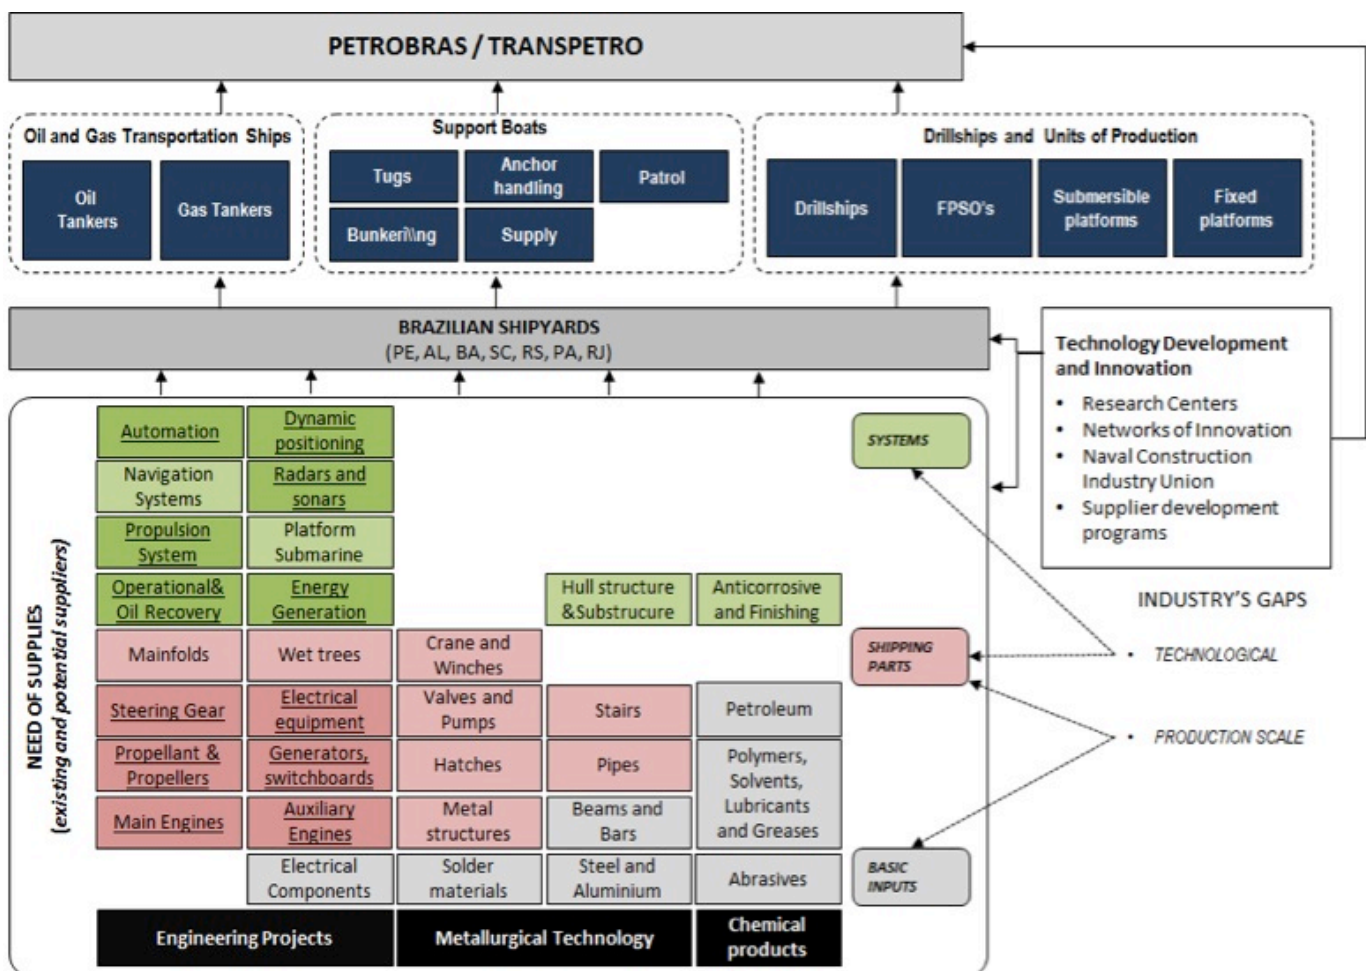 PETROBRAS / TRANSPETRO
Oil and Gas Transportation Ships
Oil
Tankers
Gas Tankers
Support Boats
Tugs
Anchor
handling
Patrol
Bunkeri\\ng
Supply
Drillships and Units of Production
Drillships
FPSO's
Submersible
platforms
Fixed
platforms
BRAZILIAN SHIPYARDS
(PE, AL, BA, SC, RS, PA, RJ)
Technology Development
and Innovation
• Research Centers
• Networks of Innovation
• Naval Construction
Industry Union
• Supplier development
programs
NEED OF SUPPLIES
(existing and potential suppliers)
Automation
Dynamic
positioning
SYSTEMS
Navigation
Systems
Radars and
sonars
Propulsion
System
Platform
Submarine
Operational&
Oil Recovery
Energy
Generation
Hull structure
&Substrucure
Anticorrosive
and Finishing
INDUSTRY'S GAPS
Mainfolds
Wet trees
Crane and
Winches
SHIPPING
PARTS
• TECHNOLOGICAL
Steering Gear
Electrical
equipment
Valves and
Pumps
Stairs
Petroleum
• PRODUCTION SCALE
Propellant &
Propellers
Generators,
switchboards
Hatches
Pipes
Polymers,
Solvents,
Lubricants
and Greases
Main Engines
Auxiliary
Engines
Metal
structures
Beams and
Bars
Electrical
Components
Solder
materials
Steel and
Aluminium
Abrasives
BASIC
INPUTS
Engineering Projects
Metallurgical Technology
Chemical
products